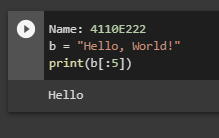 Name: 4110E222
b = "Hello, World!"
print(b[:5])
Hello